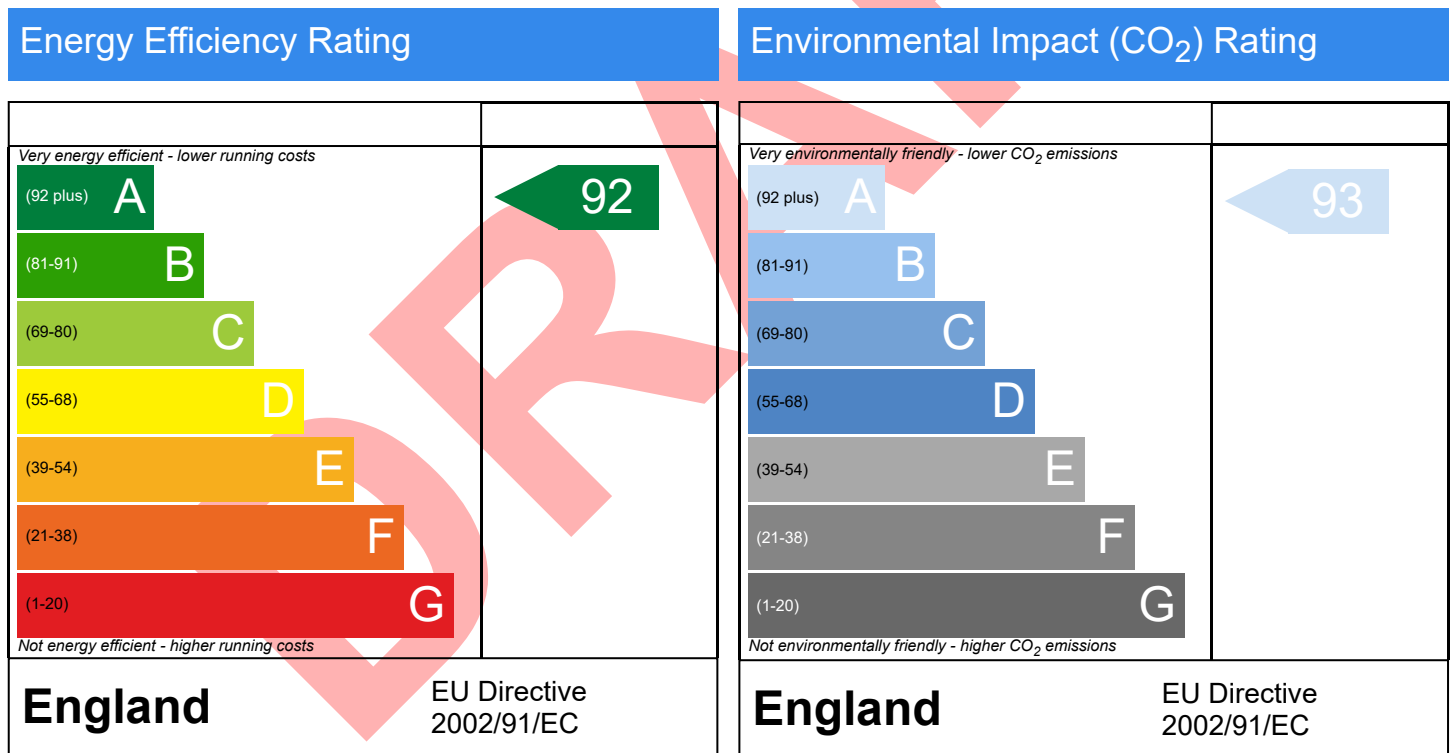 Energy Efficiency Rating
Very energy efficient - lower running costs
(92 plus) A
92
(81-91) B
(69-80) C
(55-68) D
(39-54) E
(21-38) F
(1-20) G
Not energy efficient - higher running costs
England
EU Directive
2002/91/EC
Environmental Impact (CO2) Rating
Very environmentally friendly - lower CO2 emissions
(92 plus) A
93
(81-91) B
(69-80) C
(55-68) D
(39-54) E
(21-38) F
(1-20) G
Not environmentally friendly - higher CO2 emissions
England
EU Directive
2002/91/EC